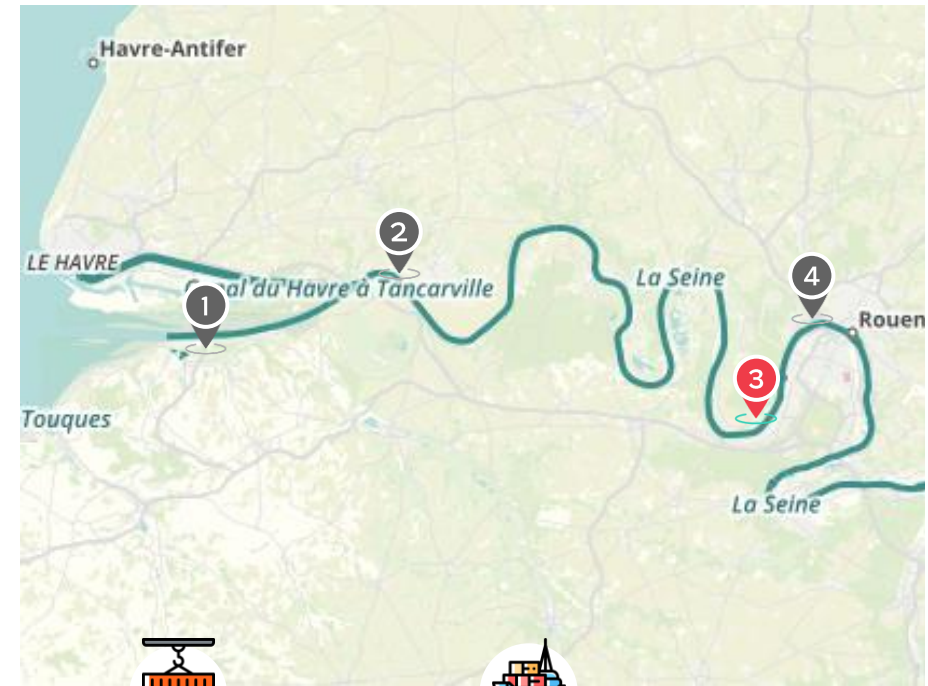 Havre-Antifer
LE HAVRE
2
Canal du Havre à Tancarville
La Seine
1
4
Rouen
3
Touques
La Seine